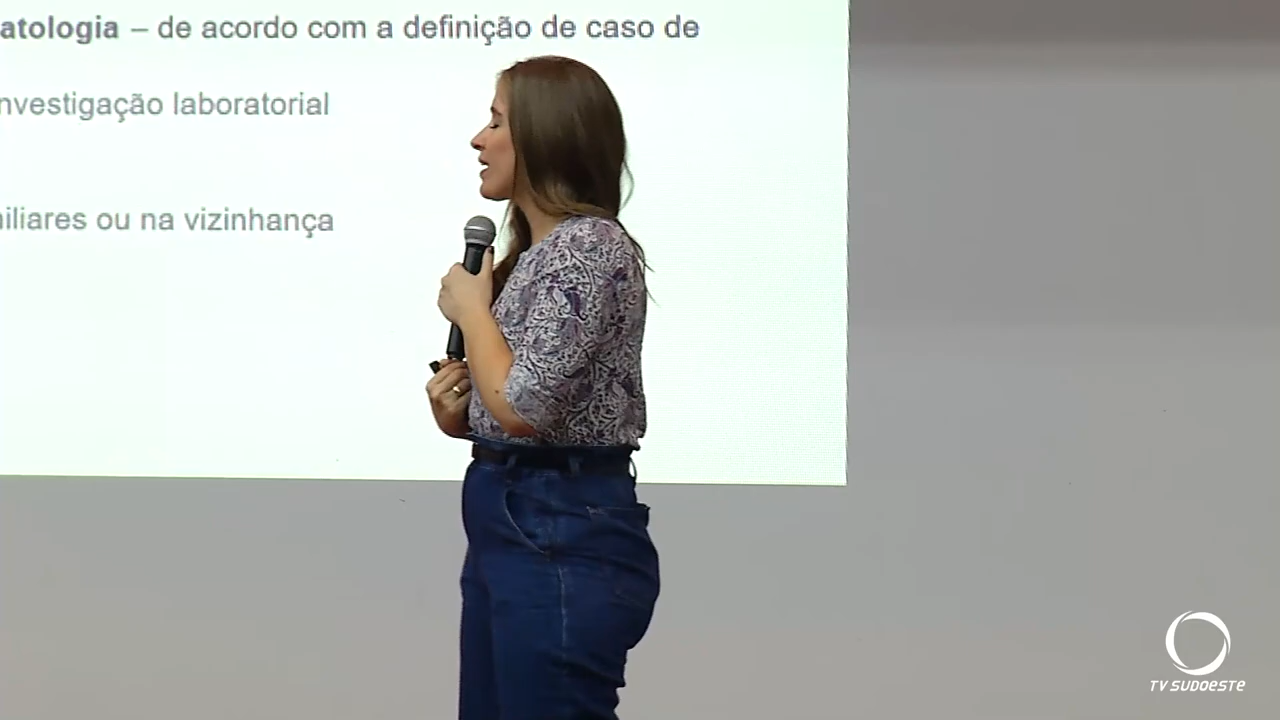 atologia – de acordo com a definição de caso de
nvestigação laboratorial
iliares ou na vizinhança
TV SUDOESTE